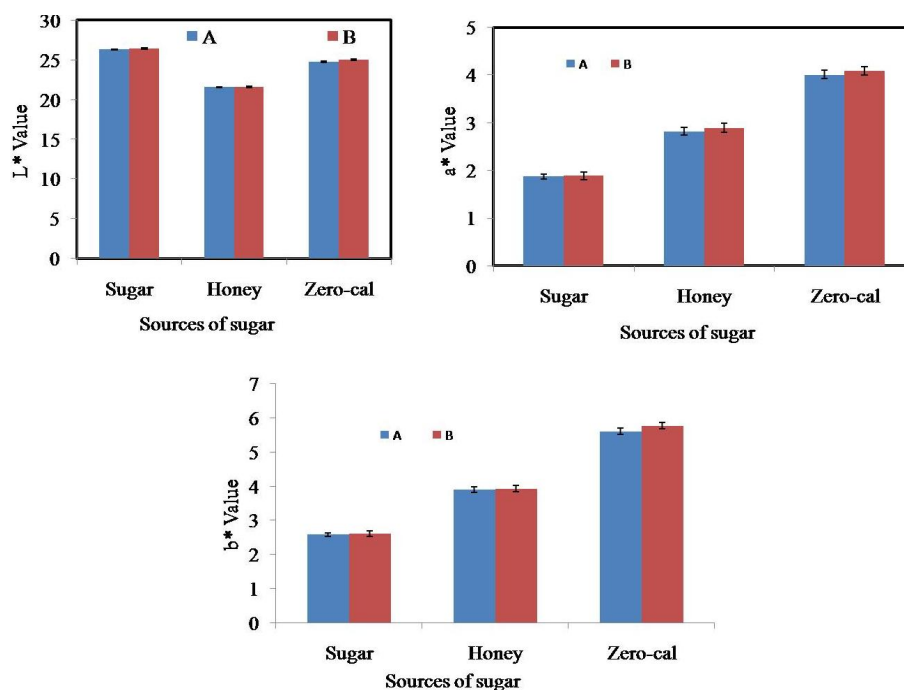 30
A B
25
20
15
10
5
0
L* Value
Sugar Honey Zero-cal
Sources of sugar
5
A B
4
3
2
1
0
a* Value
Sugar Honey Zero-cal
Sources of sugar
7
6
A B
5
4
3
2
1
0
b* Value
Sugar Honey Zero-cal
Sources of sugar